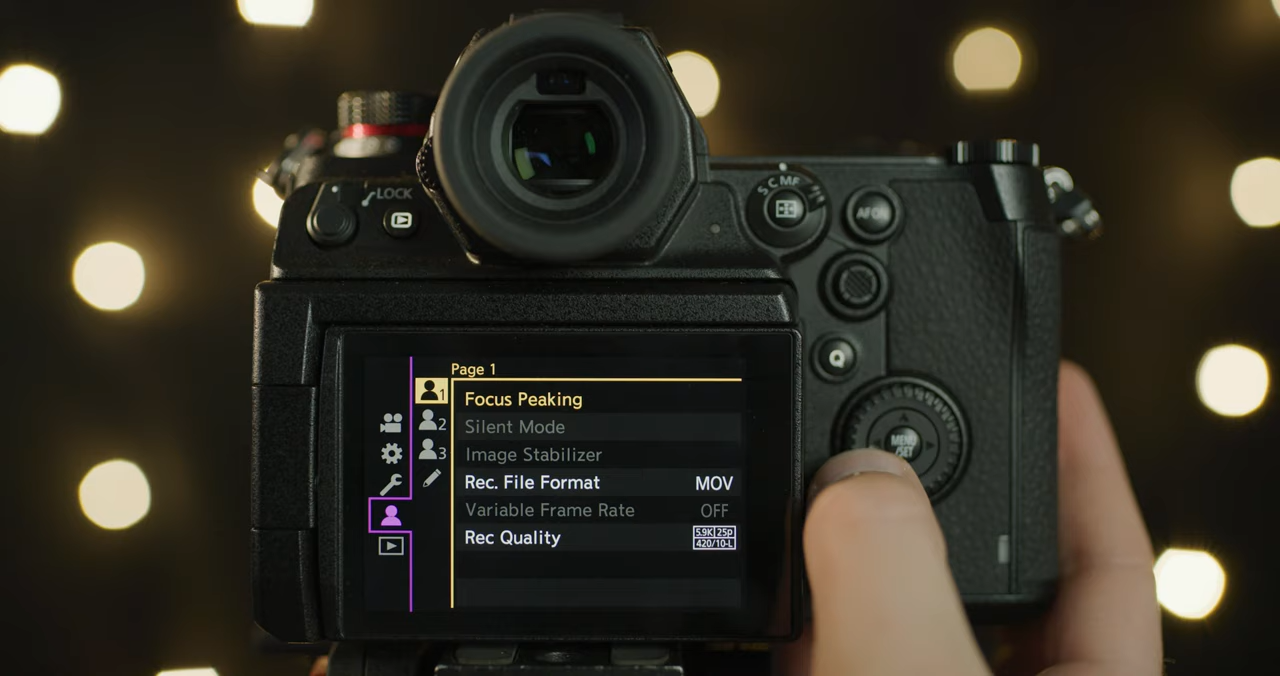 LOCK
S C MF
AF ON
Q
MENU
/SET
Page 1
1
Focus Peaking
2
Silent Mode
3
Image Stabilizer
Rec. File Format MOV
Variable Frame Rate OFF
Rec Quality 5.9K 25p
420/10-L